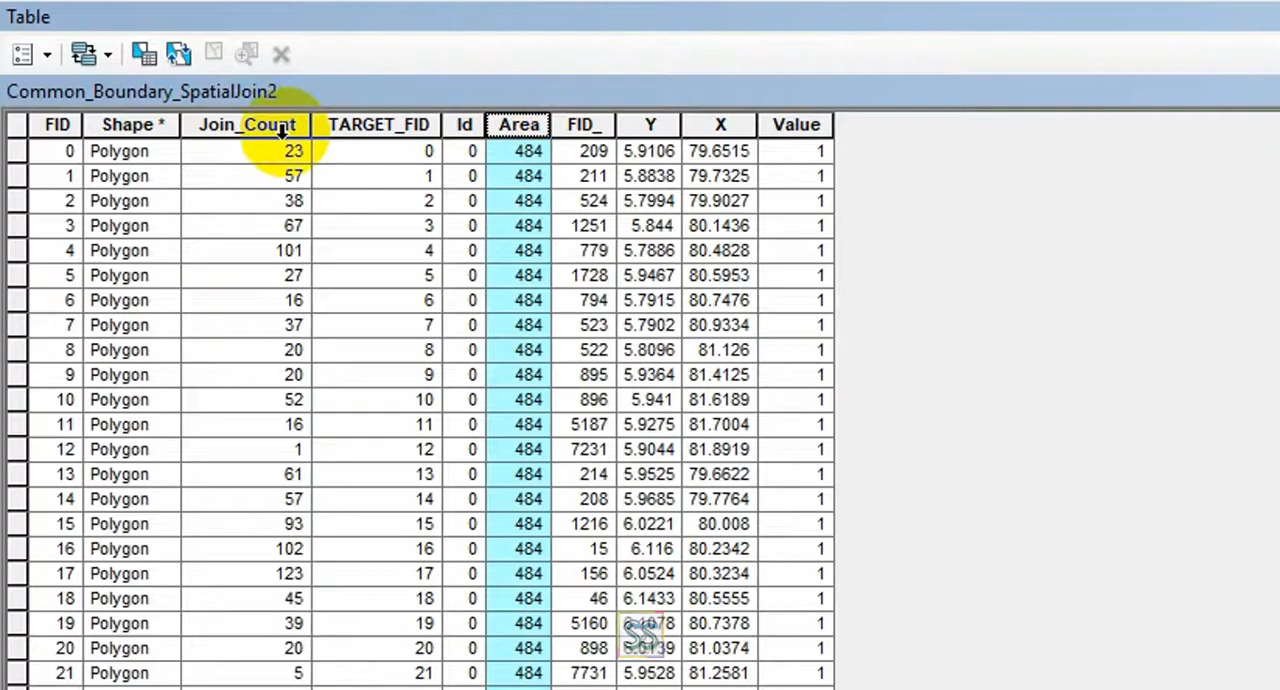 Table
Common_Boundary_SpatialJoin2
FID Shape * Join_Count TARGET_FID Id Area FID_ Y X Value
0 Polygon 23 0 0 484 209 5.9106 79.6515 1
1 Polygon 57 1 0 484 211 5.8838 79.7325 1
2 Polygon 38 2 0 484 524 5.7994 79.9027 1
3 Polygon 67 3 0 484 1251 5.844 80.1436 1
4 Polygon 101 4 0 484 779 5.7886 80.4828 1
5 Polygon 27 5 0 484 1728 5.9467 80.5953 1
6 Polygon 16 6 0 484 794 5.7915 80.7476 1
7 Polygon 37 7 0 484 523 5.7902 80.9334 1
8 Polygon 20 8 0 484 522 5.8096 81.126 1
9 Polygon 20 9 0 484 895 5.9364 81.4125 1
10 Polygon 52 10 0 484 896 5.941 81.6189 1
11 Polygon 16 11 0 484 5187 5.9275 81.7004 1
12 Polygon 1 12 0 484 7231 5.9044 81.8919 1
13 Polygon 61 13 0 484 214 5.9525 79.6622 1
14 Polygon 57 14 0 484 208 5.9685 79.7764 1
15 Polygon 93 15 0 484 1216 6.0221 80.008 1
16 Polygon 102 16 0 484 15 6.116 80.2342 1
17 Polygon 123 17 0 484 156 6.0524 80.3234 1
18 Polygon 45 18 0 484 46 6.1433 80.5555 1
19 Polygon 39 19 0 484 5160 80.7378 1
20 Polygon 20 20 0 484 898 81.0374 1
21 Polygon 5 21 0 484 7731 5.9528 81.2581 1
SS